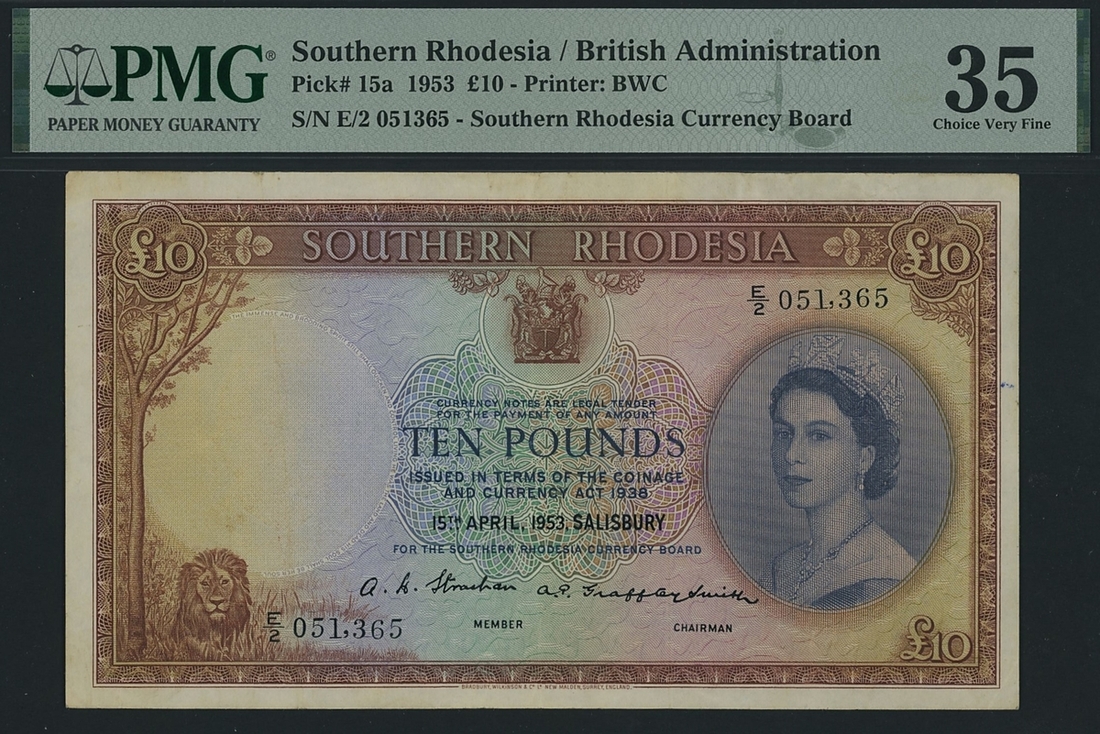 PMG®
PAPER MONEY GUARANTY
Southern Rhodesia / British Administration
Pick# 15a 1953 £10 - Printer: BWC
S/N E/2 051365 - Southern Rhodesia Currency Board
35
Choice Very Fine
£10
SOUTHERN RHODESIA
£10
E/2 051,365
CURRENCY NOTES ARE LEGAL TENDER
FOR THE PAYMENT OF ANY AMOUNT
TEN POUNDS
ISSUED IN TERMS OF THE COINAGE
AND CURRENCY ACT 1938
15TH APRIL, 1953, SALISBURY
FOR THE SOUTHERN RHODESIA CURRENCY BOARD
A. H. Strachan A.P. Graffley Smith
E/2 051,365
MEMBER
CHAIRMAN
£10
BRADBURY, WILKINSON & Co. LD. NEW MALDEN, SURREY, ENGLAND.